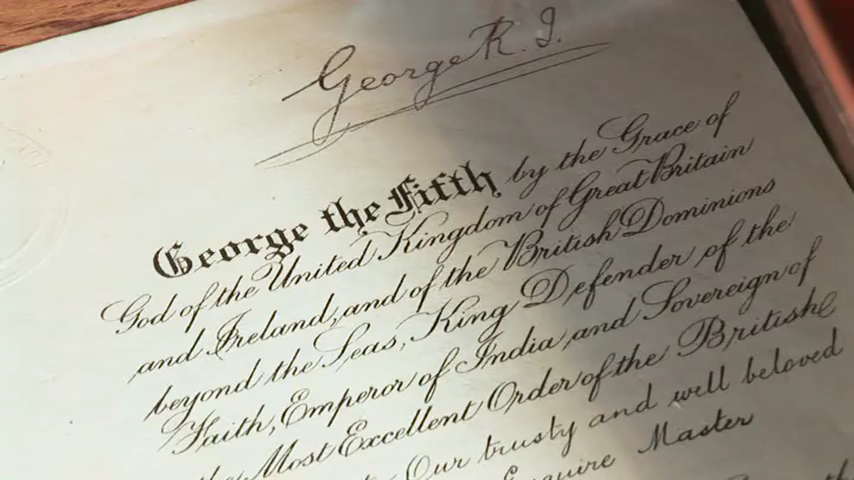 George R. I.
George the Fifth by the Grace of
God of the United Kingdom of Great Britain
and Ireland, and of the British Dominions
beyond the Seas, King Defender of the
Faith, Emperor of India and Sovereign of
the Most Excellent Order of the British
Our trusty and well beloved
Esquire Master